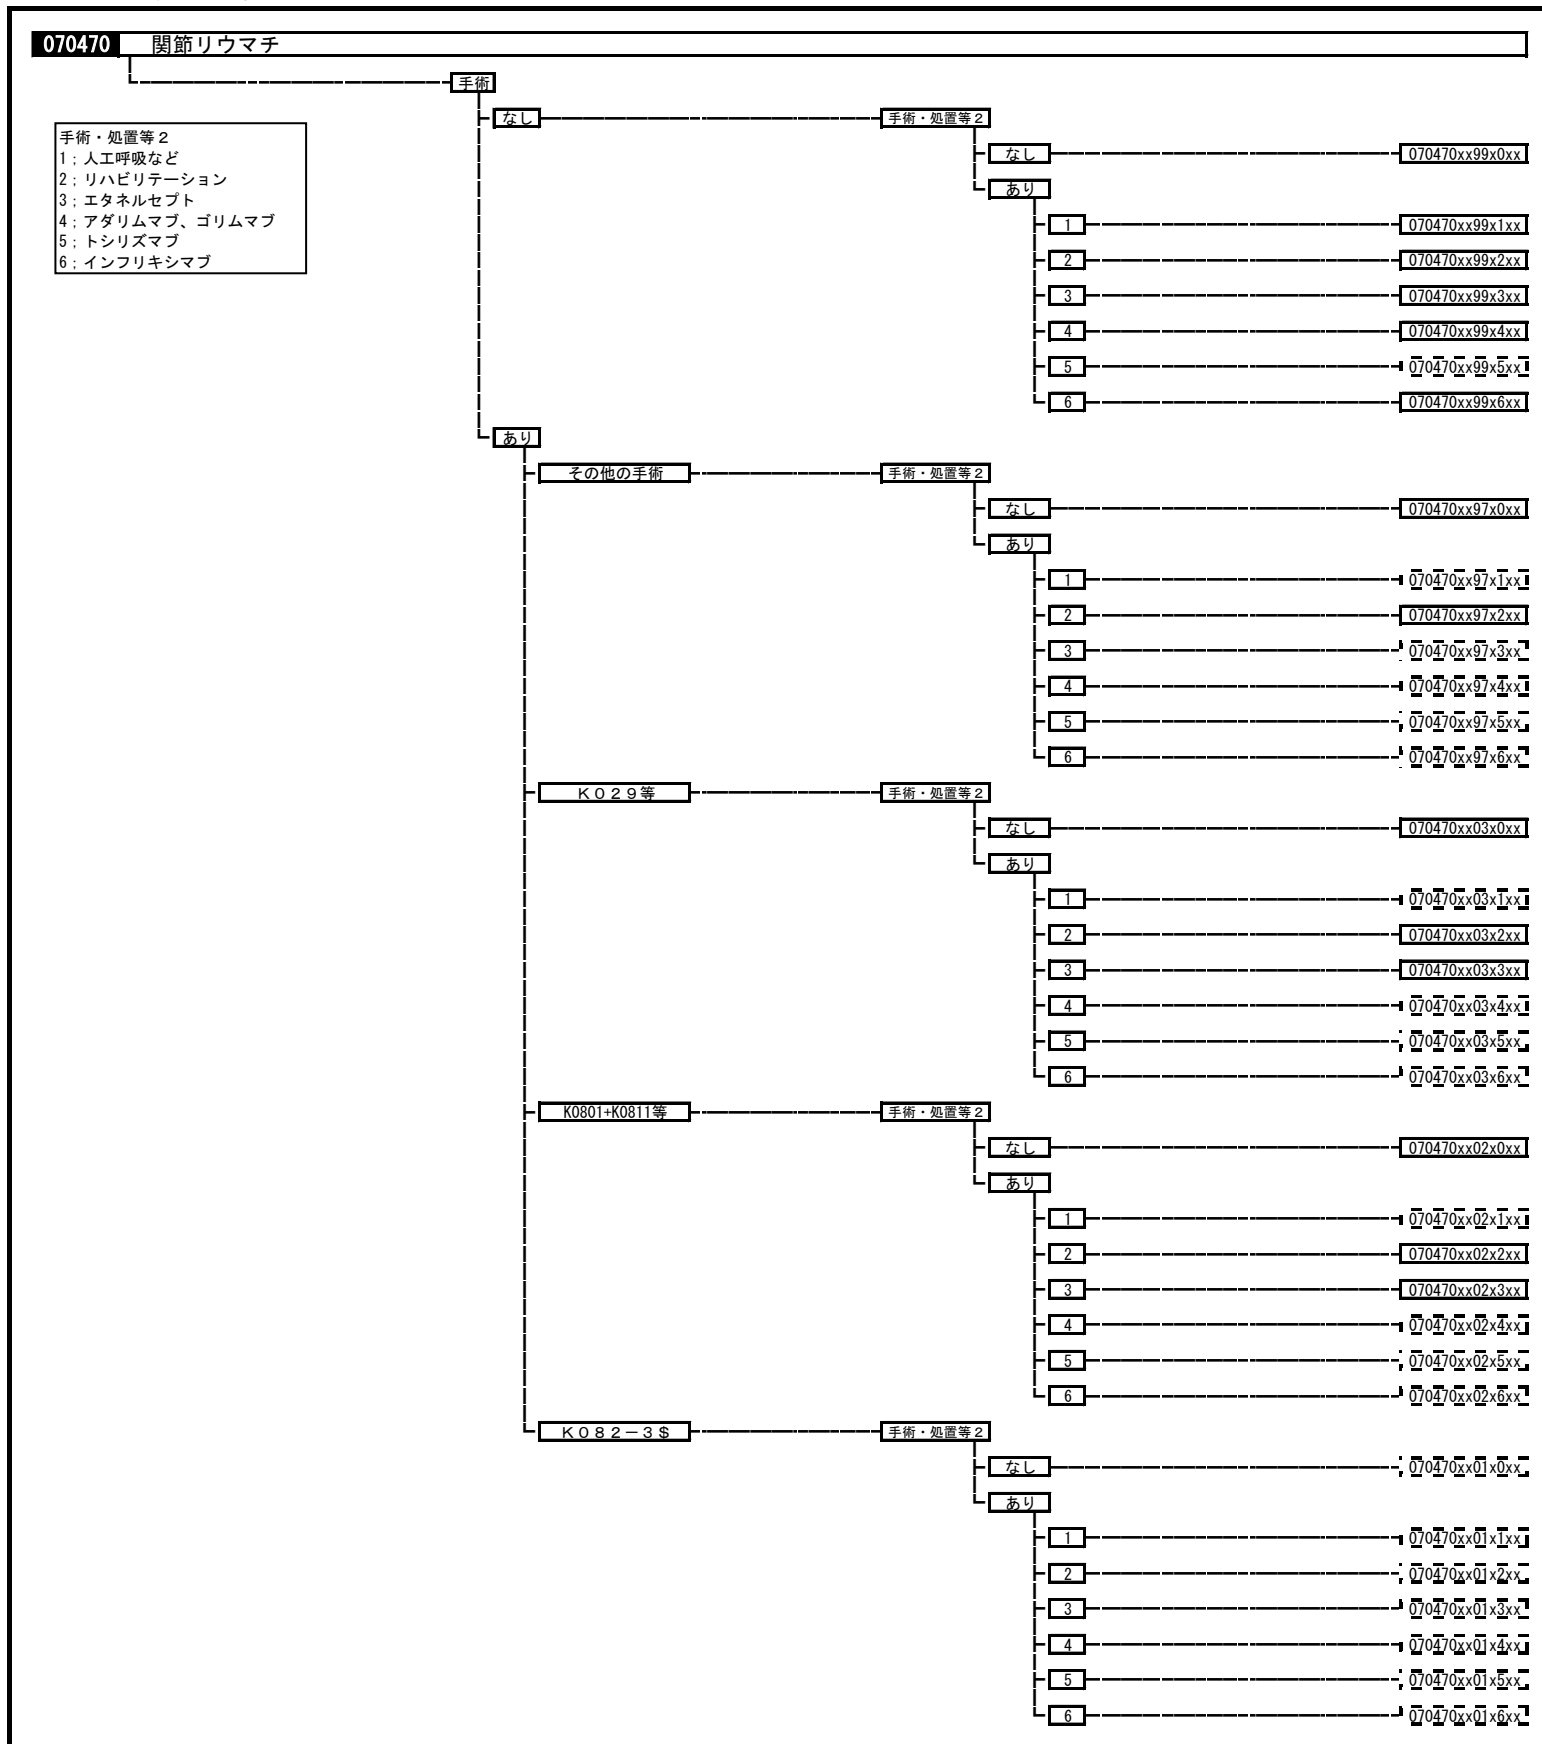 070470 関節リウマチ
手術
なし 手術・処置等2
手術・処置等2
1;人工呼吸など
2;リハビリテーション
3;エタネルセプト
4;アダリムマブ、ゴリムマブ
5;トシリズマブ
6;インフリキシマブ
なし 070470xx99x0xx
あり
1 070470xx99x1xx
2 070470xx99x2xx
3 070470xx99x3xx
4 070470xx99x4xx
5 070470xx99x5xx
6 070470xx99x6xx
あり
その他の手術 手術・処置等2
なし 070470xx97x0xx
あり
1 070470xx97x1xx
2 070470xx97x2xx
3 070470xx97x3xx
4 070470xx97x4xx
5 070470xx97x5xx
6 070470xx97x6xx
K029等 手術・処置等2
なし 070470xx03x0xx
あり
1 070470xx03x1xx
2 070470xx03x2xx
3 070470xx03x3xx
4 070470xx03x4xx
5 070470xx03x5xx
6 070470xx03x6xx
K0801+K0811等 手術・処置等2
なし 070470xx02x0xx
あり
1 070470xx02x1xx
2 070470xx02x2xx
3 070470xx02x3xx
4 070470xx02x4xx
5 070470xx02x5xx
6 070470xx02x6xx
K082-3$ 手術・処置等2
なし 070470xx01x0xx
あり
1 070470xx01x1xx
2 070470xx01x2xx
3 070470xx01x3xx
4 070470xx01x4xx
5 070470xx01x5xx
6 070470xx01x6xx